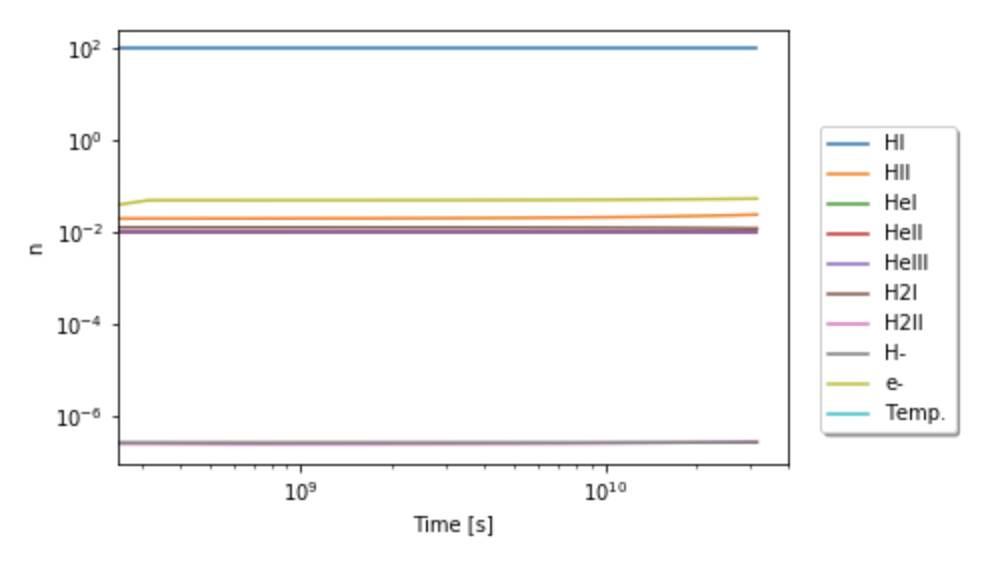 10²
10⁰
10⁻²
10⁻⁴
10⁻⁶
n
10⁹
10¹⁰
Time [s]
HI
HII
HeI
HeII
HeIII
H2I
H2II
H-
e-
Temp.